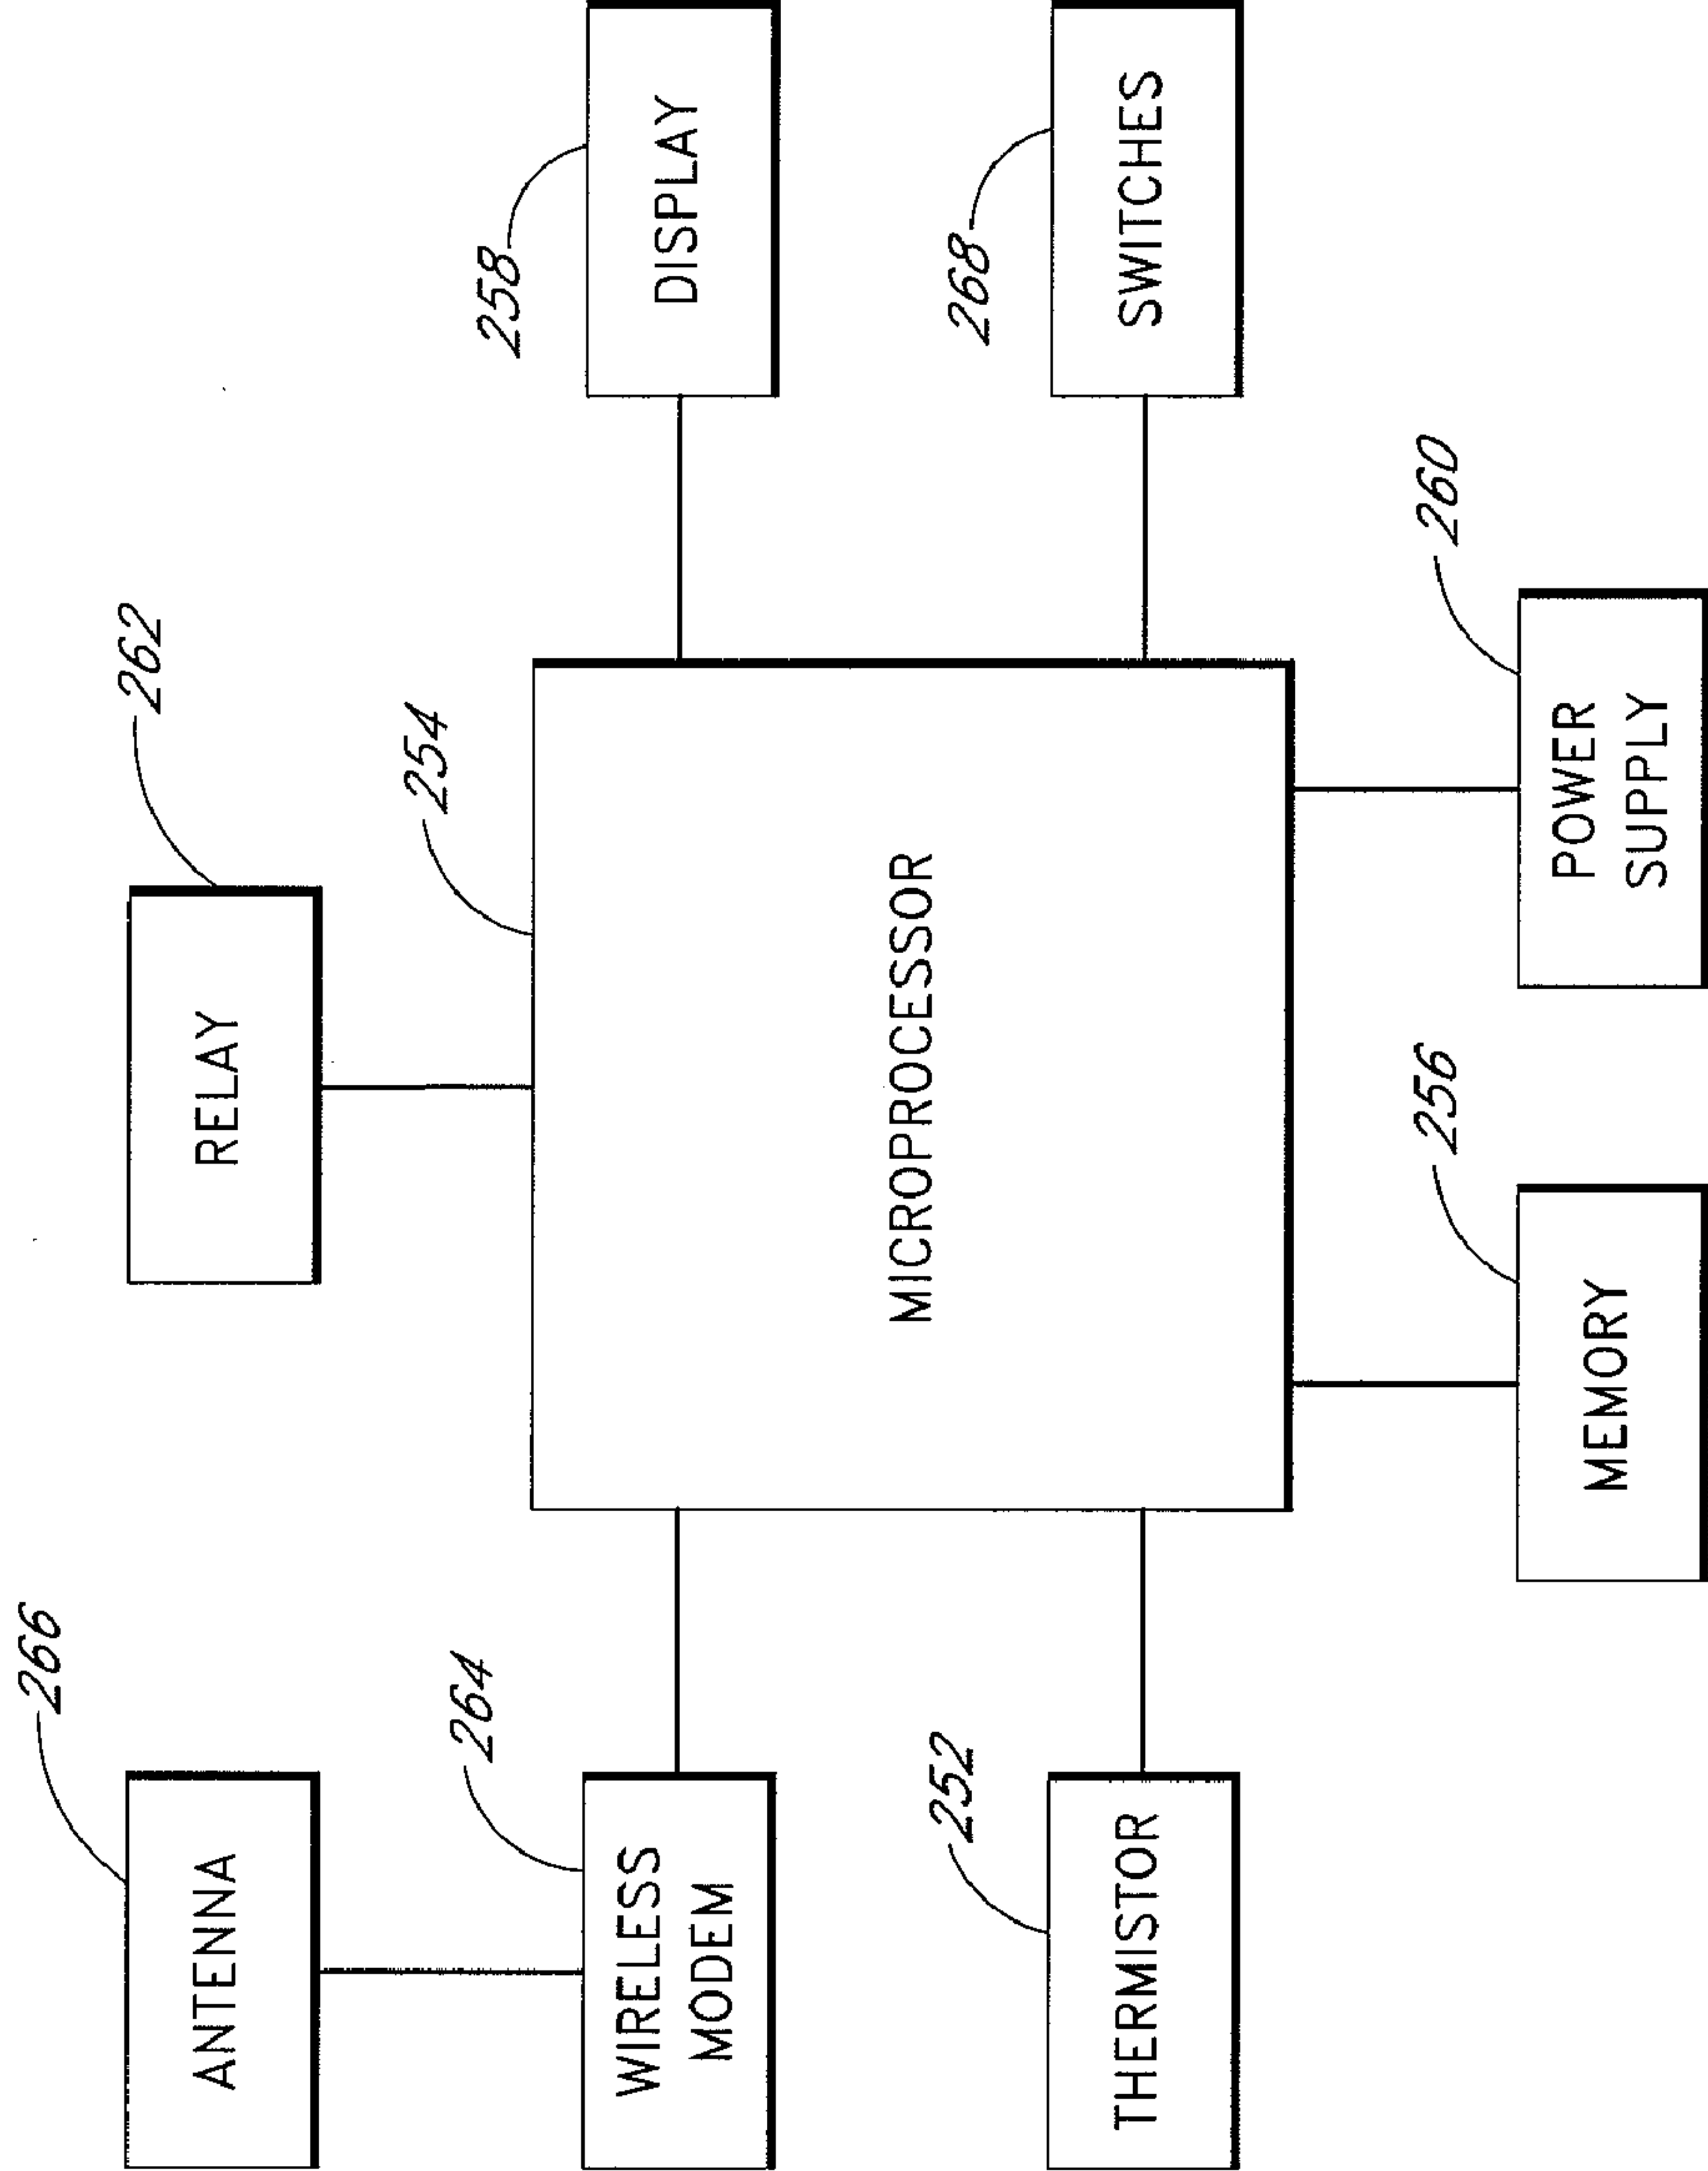 266
ANTENNA
262
RELAY
264
WIRELESS
MODEM
254
MICROPROCESSOR
258
DISPLAY
252
THERMISTOR
268
SWITCHES
256
MEMORY
260
POWER
SUPPLY